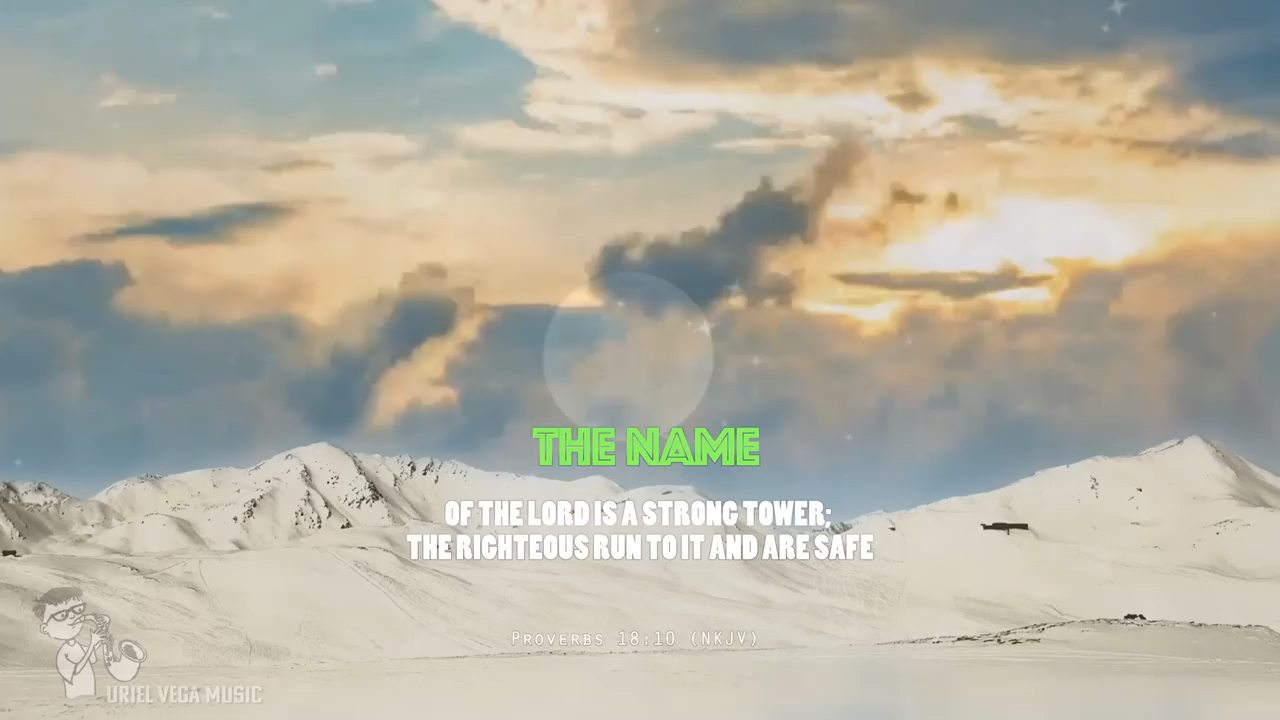 THE NAME
OF THE LORD IS A STRONG TOWER;
THE RIGHTEOUS RUN TO IT AND ARE SAFE
Proverbs 18:10 (NKJV)
URIEL VEGA MUSIC